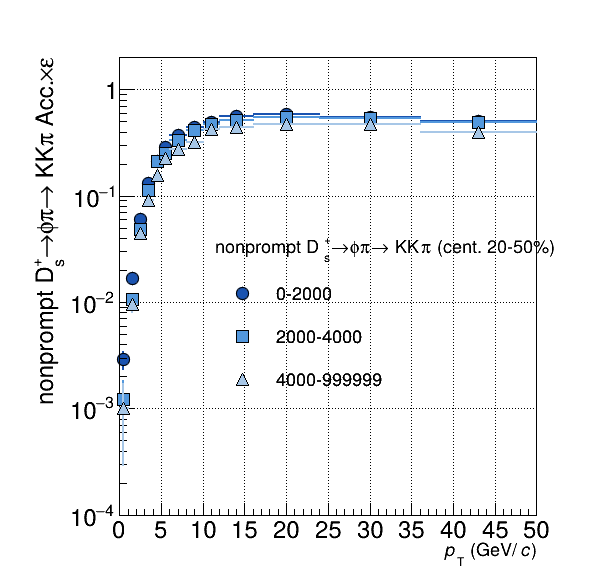 nonprompt D⁺ₛ→ϕπ→ KKπ Acc.×ε
1
10⁻¹
10⁻²
10⁻³
10⁻⁴
nonprompt D⁺ₛ→ϕπ→ KKπ (cent. 20-50%)
0-2000
2000-4000
4000-999999
0 5 10 15 20 25 30 35 40 45 50
p_T (GeV/c)